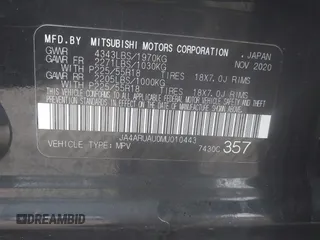 MFD.BY MITSUBISHI MOTORS CORPORATION, JAPAN
GVWR 4343LBS/1970KG NOV 2020
GAWR FR 2271LBS/1030KG
WITH P225/55R18 TIRES 18X7.0J RIMS
GAWR RR 2205LBS/1000KG
WITH P225/55R18 TIRES 18X7.0J RIMS
JA4ARUAU0MU010443
VEHICLE TYPE: MPV 7430C 357
ARIDBID.COM